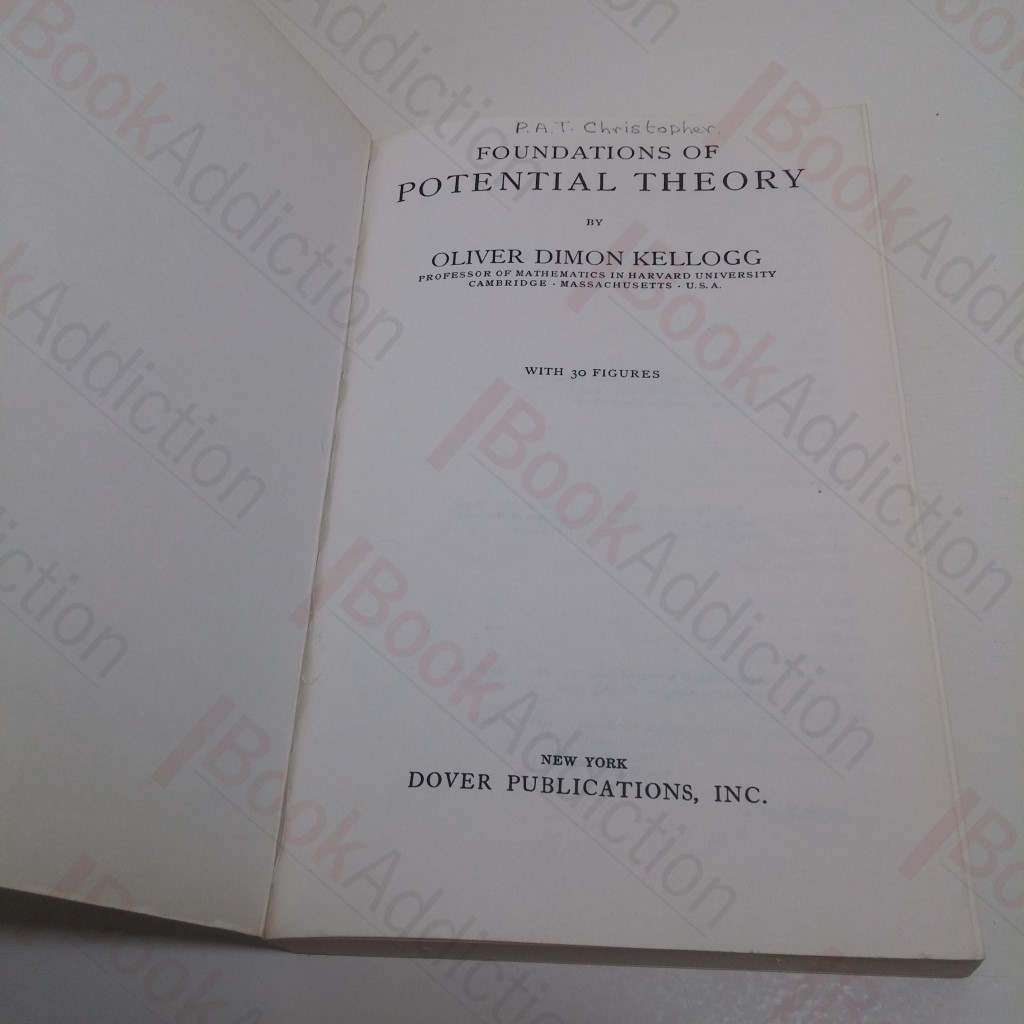 P.A.T. Christopher.
FOUNDATIONS OF
POTENTIAL THEORY
BY
OLIVER DIMON KELLOGG
PROFESSOR OF MATHEMATICS IN HARVARD UNIVERSITY
CAMBRIDGE · MASSACHUSETTS · U.S.A.
WITH 30 FIGURES
NEW YORK
DOVER PUBLICATIONS, INC.
BookAddiction